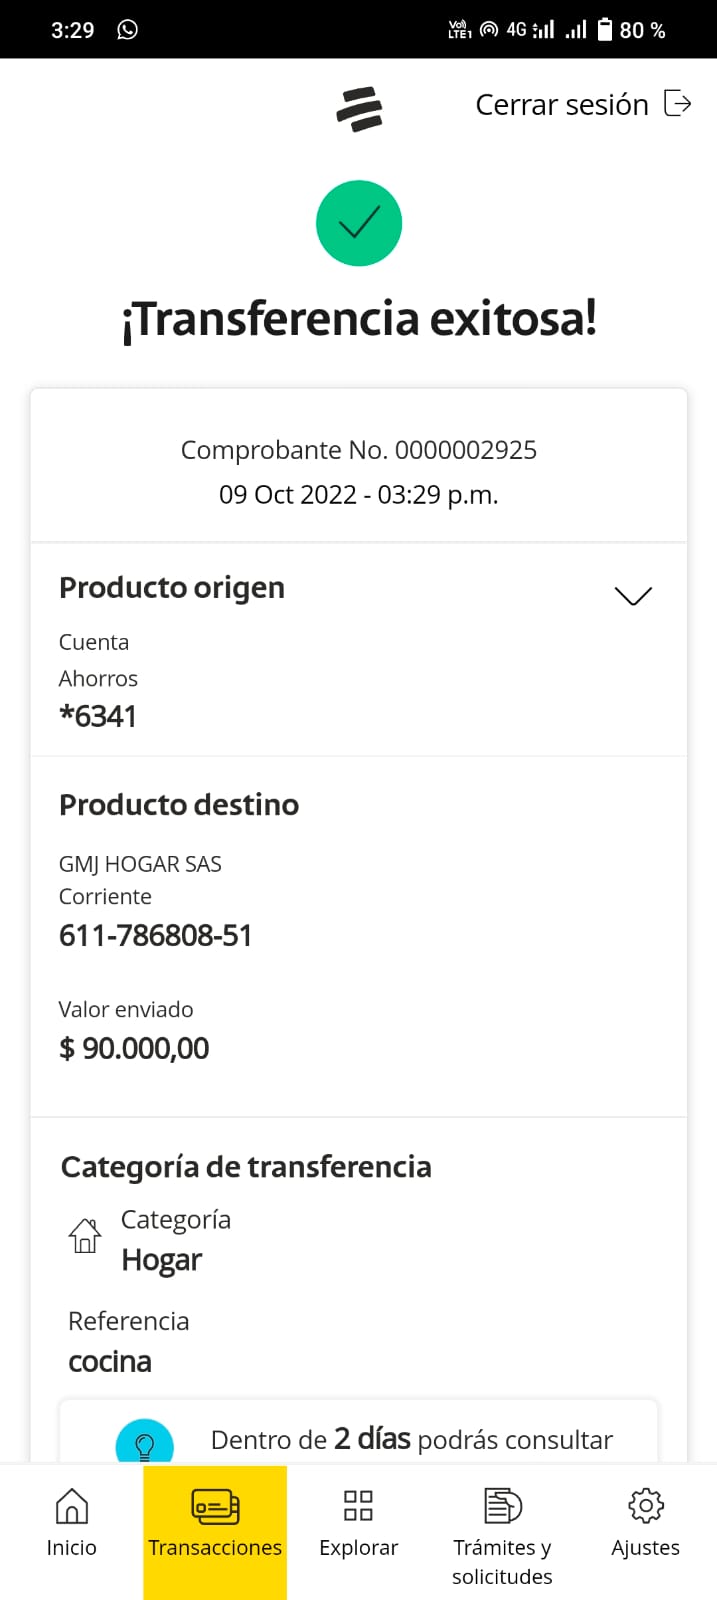 3:29
Vo)) LTE1 4G 80 %
Cerrar sesión
¡Transferencia exitosa!
Comprobante No. 0000002925
09 Oct 2022 - 03:29 p.m.
Producto origen
Cuenta
Ahorros
*6341
Producto destino
GMJ HOGAR SAS
Corriente
611-786808-51
Valor enviado
$ 90.000,00
Categoría de transferencia
Categoría
Hogar
Referencia
cocina
Dentro de 2 días podrás consultar
Inicio
Transacciones
Explorar
Trámites y
solicitudes
Ajustes